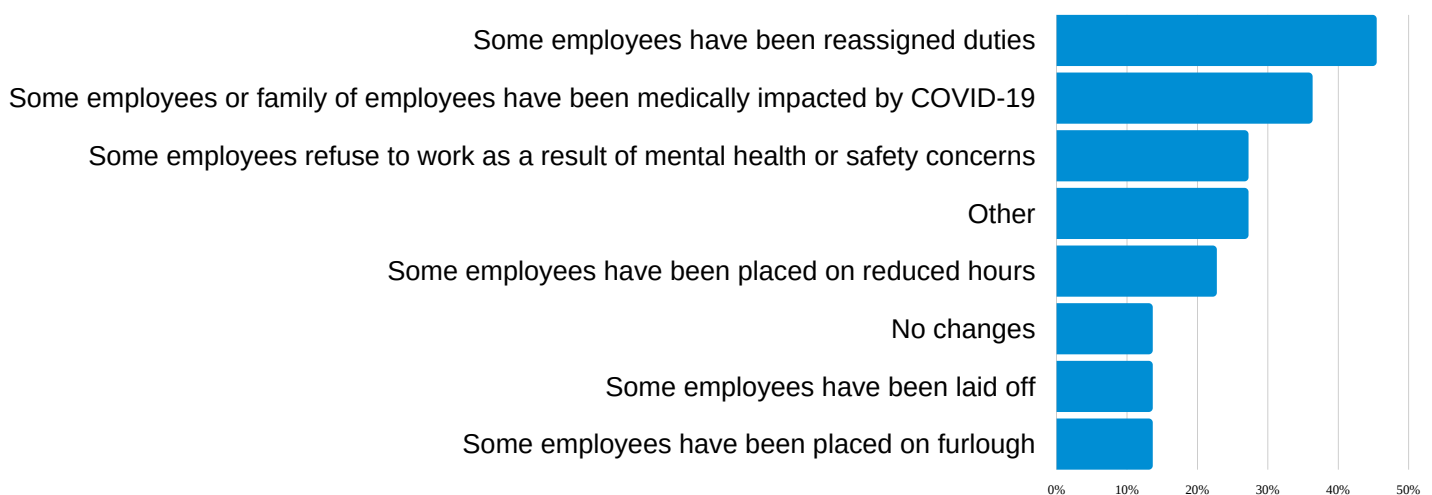 Some employees have been reassigned duties
Some employees or family of employees have been medically impacted by COVID-19
Some employees refuse to work as a result of mental health or safety concerns
Other
Some employees have been placed on reduced hours
No changes
Some employees have been laid off
Some employees have been placed on furlough
0% 10% 20% 30% 40% 50%